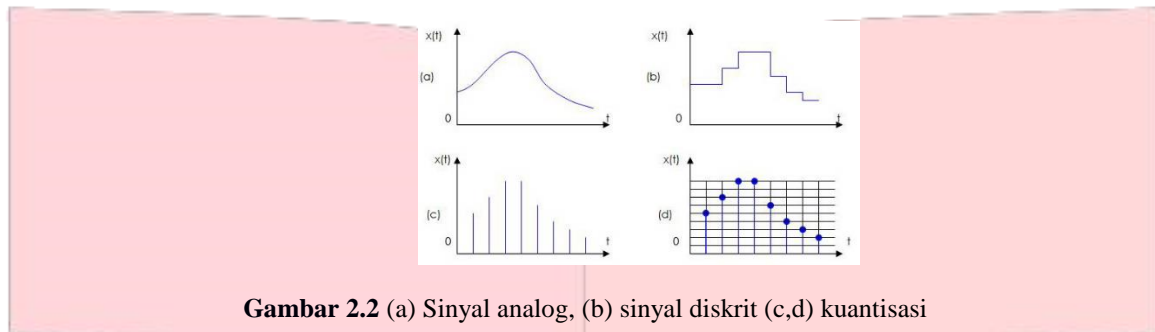 x(t)
(a)
0
t
x(t)
(b)
0
t
x(t)
(c)
0
t
x(t)
(d)
0
t
Gambar 2.2 (a) Sinyal analog, (b) sinyal diskrit (c,d) kuantisasi